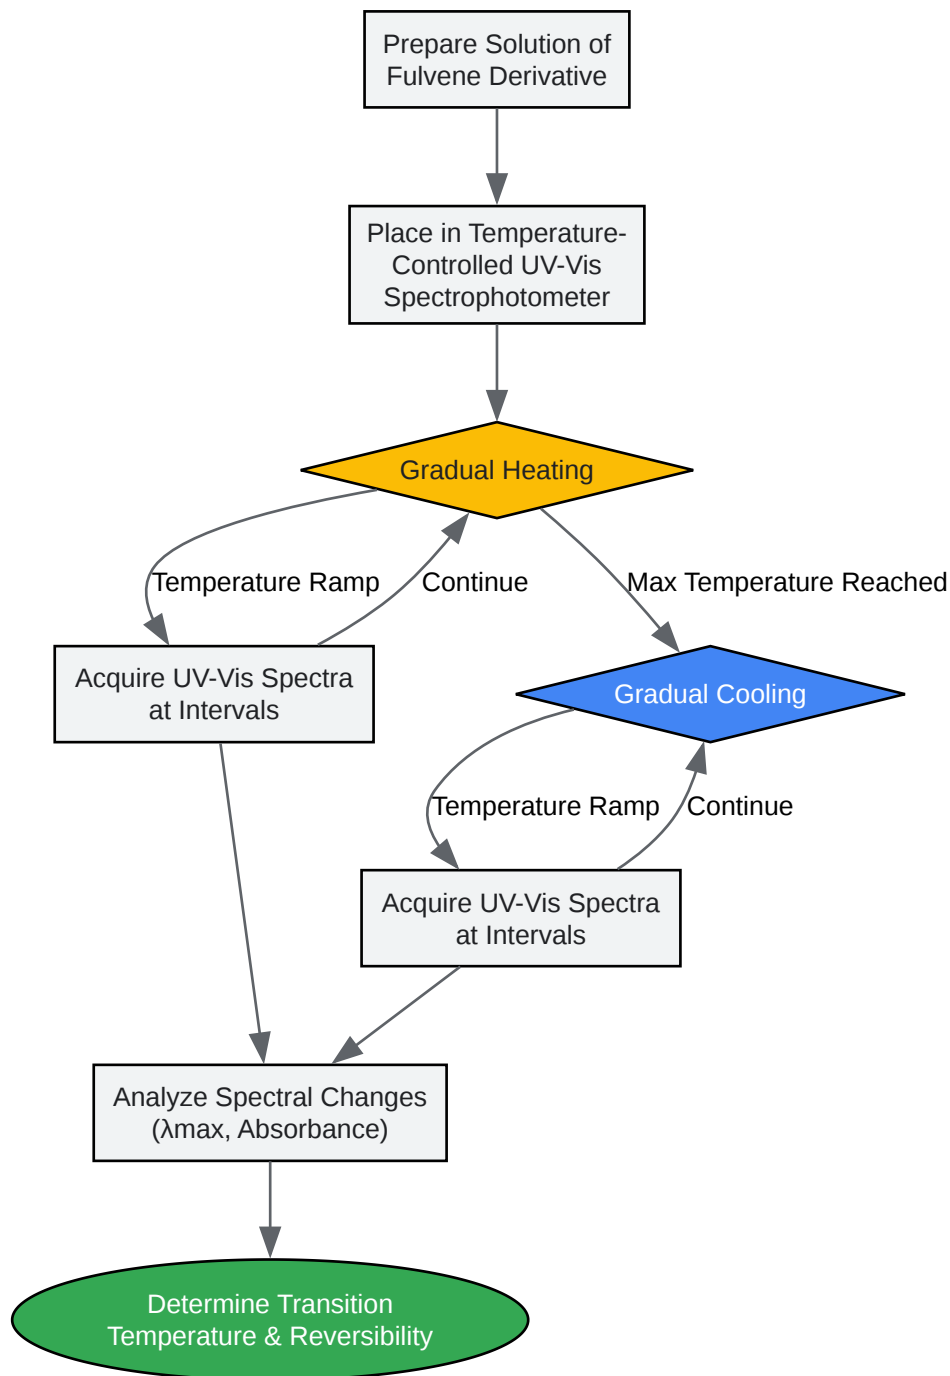 Prepare Solution of
Fulvene Derivative
Place in Temperature-
Controlled UV-Vis
Spectrophotometer
Gradual Heating
Temperature Ramp
Continue
Max Temperature Reached
Acquire UV-Vis Spectra
at Intervals
Gradual Cooling
Temperature Ramp
Continue
Acquire UV-Vis Spectra
at Intervals
Analyze Spectral Changes
(λmax, Absorbance)
Determine Transition
Temperature & Reversibility